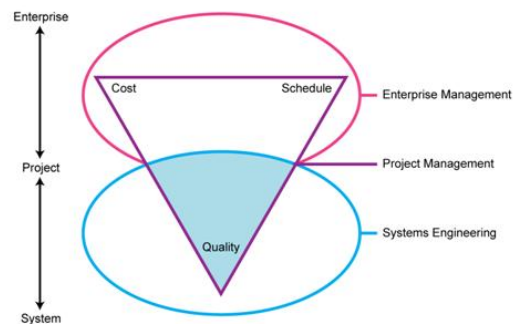 Enterprise
Cost
Schedule
Enterprise Management
Project
Project Management
Systems Engineering
Quality
System